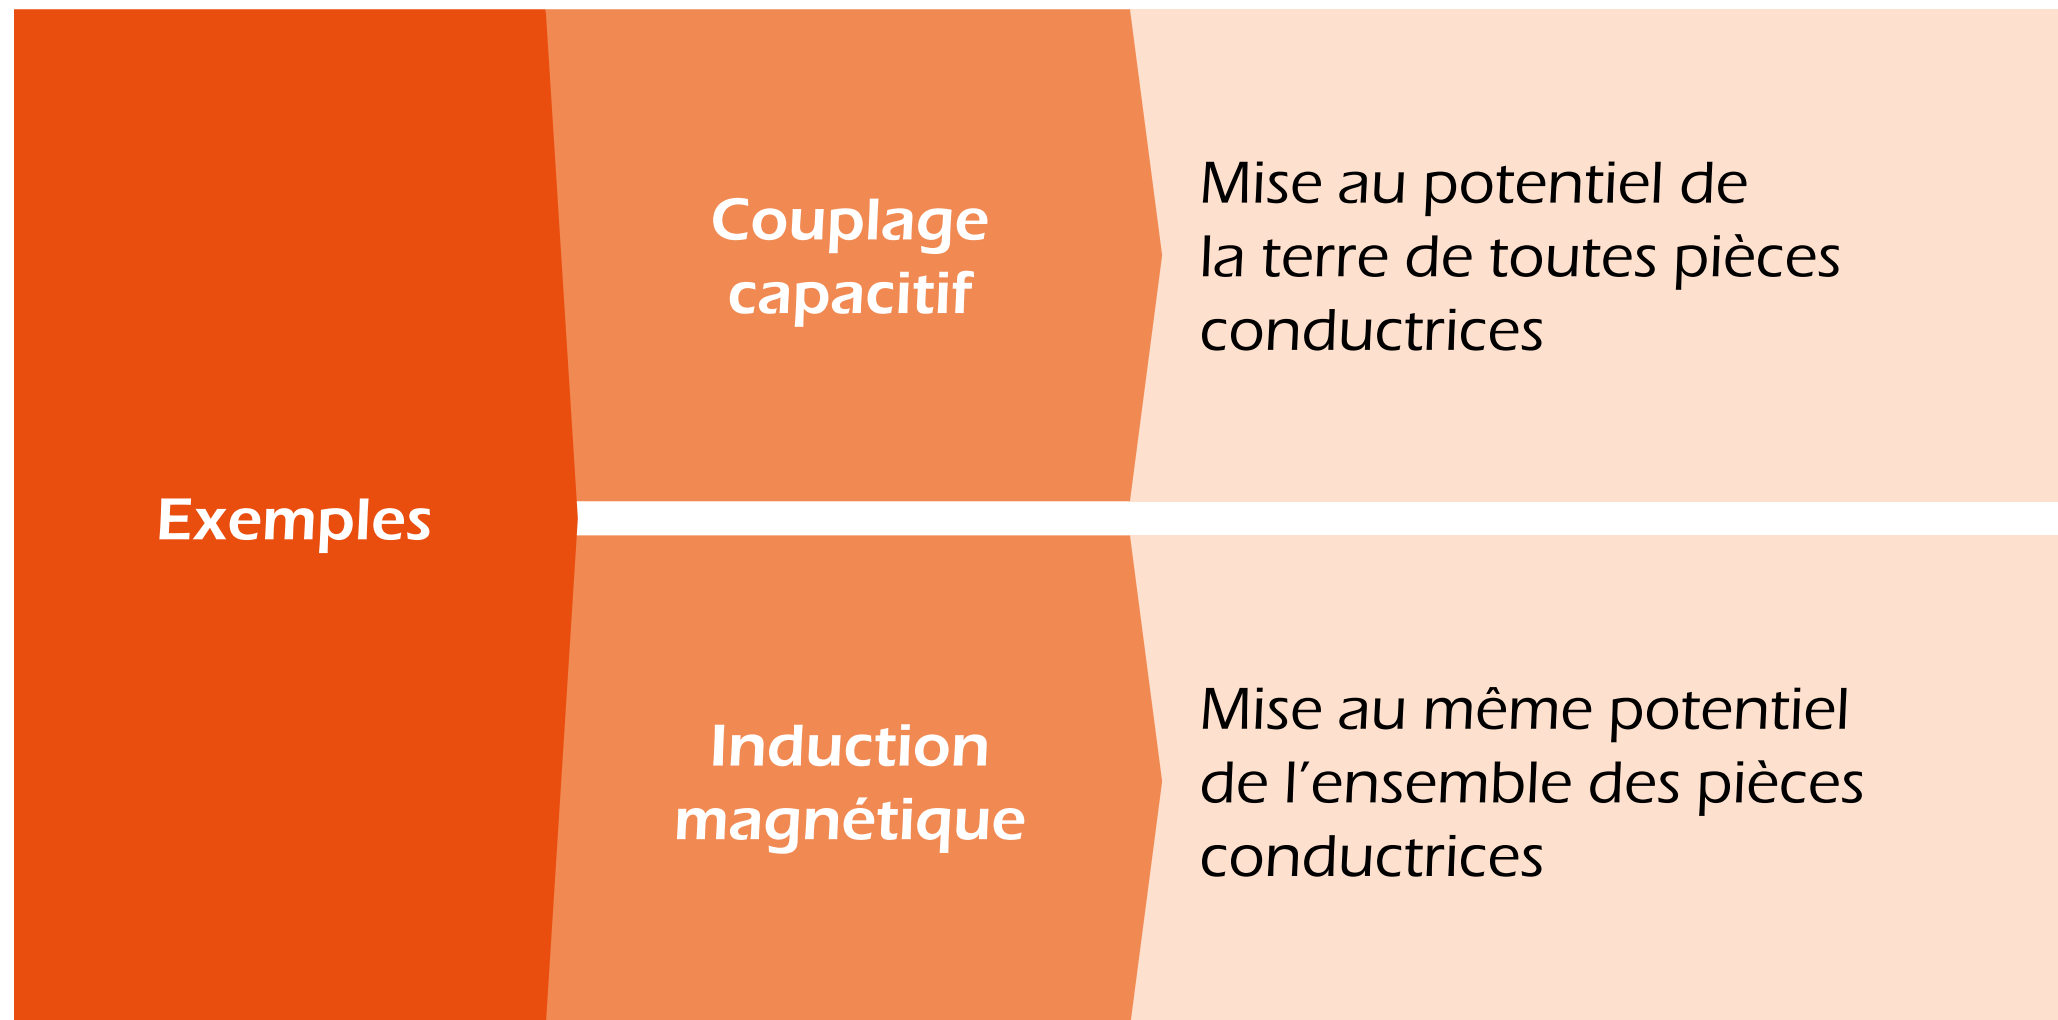 Exemples
Couplage
capacitif
Mise au potentiel de
la terre de toutes pièces
conductrices
Induction
magnétique
Mise au même potentiel
de l’ensemble des pièces
conductrices